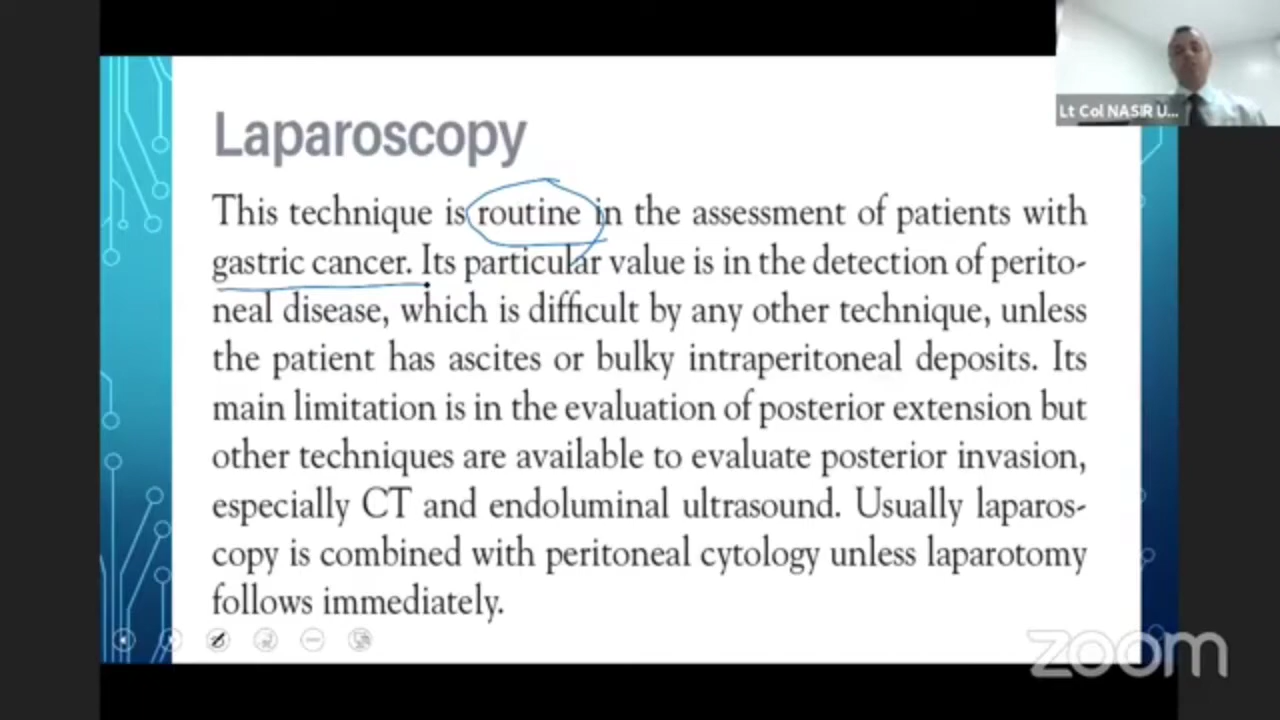 Lt Col NASIR U...
Laparoscopy
This technique is routine in the assessment of patients with
gastric cancer. Its particular value is in the detection of perito-
neal disease, which is difficult by any other technique, unless
the patient has ascites or bulky intraperitoneal deposits. Its
main limitation is in the evaluation of posterior extension but
other techniques are available to evaluate posterior invasion,
especially CT and endoluminal ultrasound. Usually laparos-
copy is combined with peritoneal cytology unless laparotomy
follows immediately.
zoom